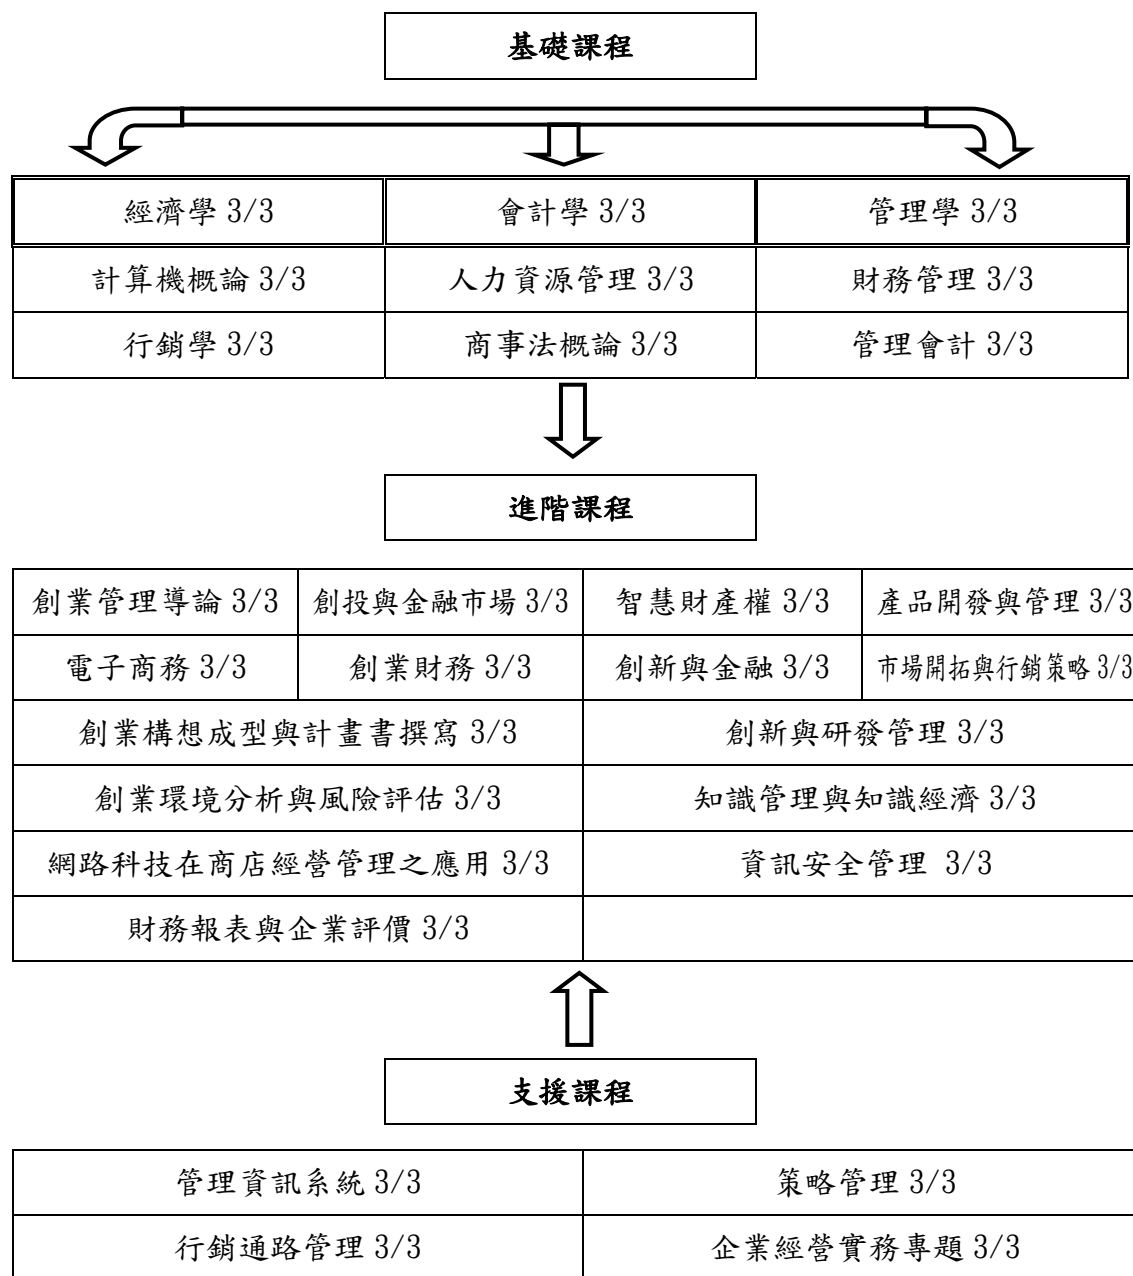 基礎課程
經濟學 3/3 會計學 3/3 管理學 3/3
計算機概論 3/3 人力資源管理 3/3 財務管理 3/3
行銷學 3/3 商事法概論 3/3 管理會計 3/3
進階課程
創業管理導論 3/3 創投與金融市場 3/3 智慧財產權 3/3 產品開發與管理 3/3
電子商務 3/3 創業財務 3/3 創新與金融 3/3 市場開拓與行銷策略 3/3
創業構想成型與計畫書撰寫 3/3 創新與研發管理 3/3
創業環境分析與風險評估 3/3 知識管理與知識經濟 3/3
網路科技在商店經營管理之應用 3/3 資訊安全管理 3/3
財務報表與企業評價 3/3
支援課程
管理資訊系統 3/3 策略管理 3/3
行銷通路管理 3/3 企業經營實務專題 3/3